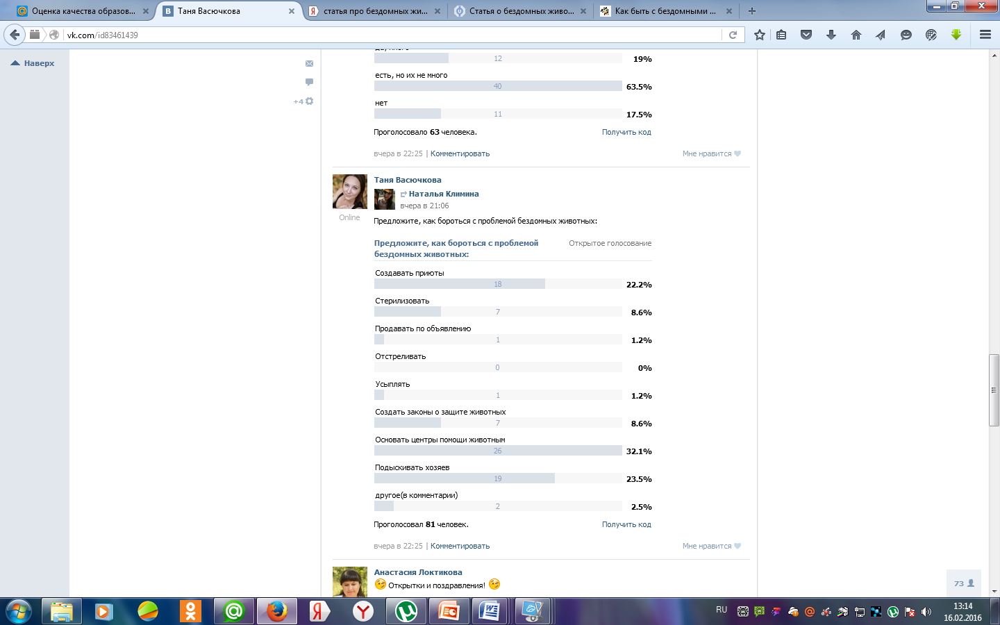 Оценка качества образов...
Таня Васючкова
статья про бездомных жи...
Статья о бездомных живо...
Как быть с бездомными ...
vk.com/id83461439
Наверх
+4
12
19%
есть, но их не много
40
63.5%
нет
11
17.5%
Проголосовало 63 человека.
Получить код
вчера в 22:25 | Комментировать
Мне нравится
Таня Васючкова
Наталья Климина
вчера в 21:06
Online
Предложите, как бороться с проблемой бездомных животных:
Предложите, как бороться с проблемой
бездомных животных:
Открытое голосование
Создавать приюты
18
22.2%
Стерилизовать
7
8.6%
Продавать по объявлению
1
1.2%
Отстреливать
0
0%
Усыплять
1
1.2%
Создать законы о защите животных
7
8.6%
Основать центры помощи животным
26
32.1%
Подыскивать хозяев
19
23.5%
другое(в комментарии)
2
2.5%
Проголосовал 81 человек.
Получить код
вчера в 22:25 | Комментировать
Мне нравится
Анастасия Локтикова
Открытки и поздравления!
73
RU
13:14
16.02.2016